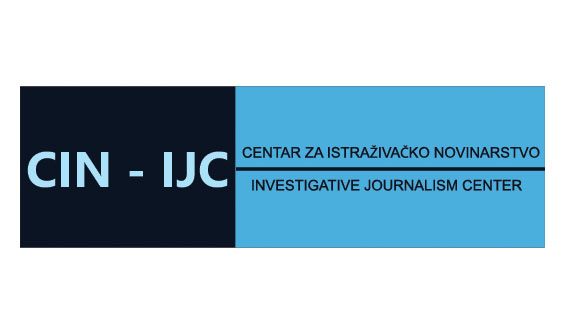 CIN - IJC
CENTAR ZA ISTRAŽIVAČKO NOVINARSTVO
INVESTIGATIVE JOURNALISM CENTER